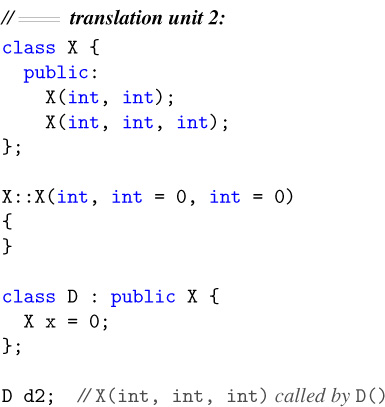 // ═══ translation unit 2:
class X {
  public:
    X(int, int);
    X(int, int, int);
};

X::X(int, int = 0, int = 0)
{
}

class D : public X {
  X x = 0;
};

D d2;  // X(int, int, int) called by D()